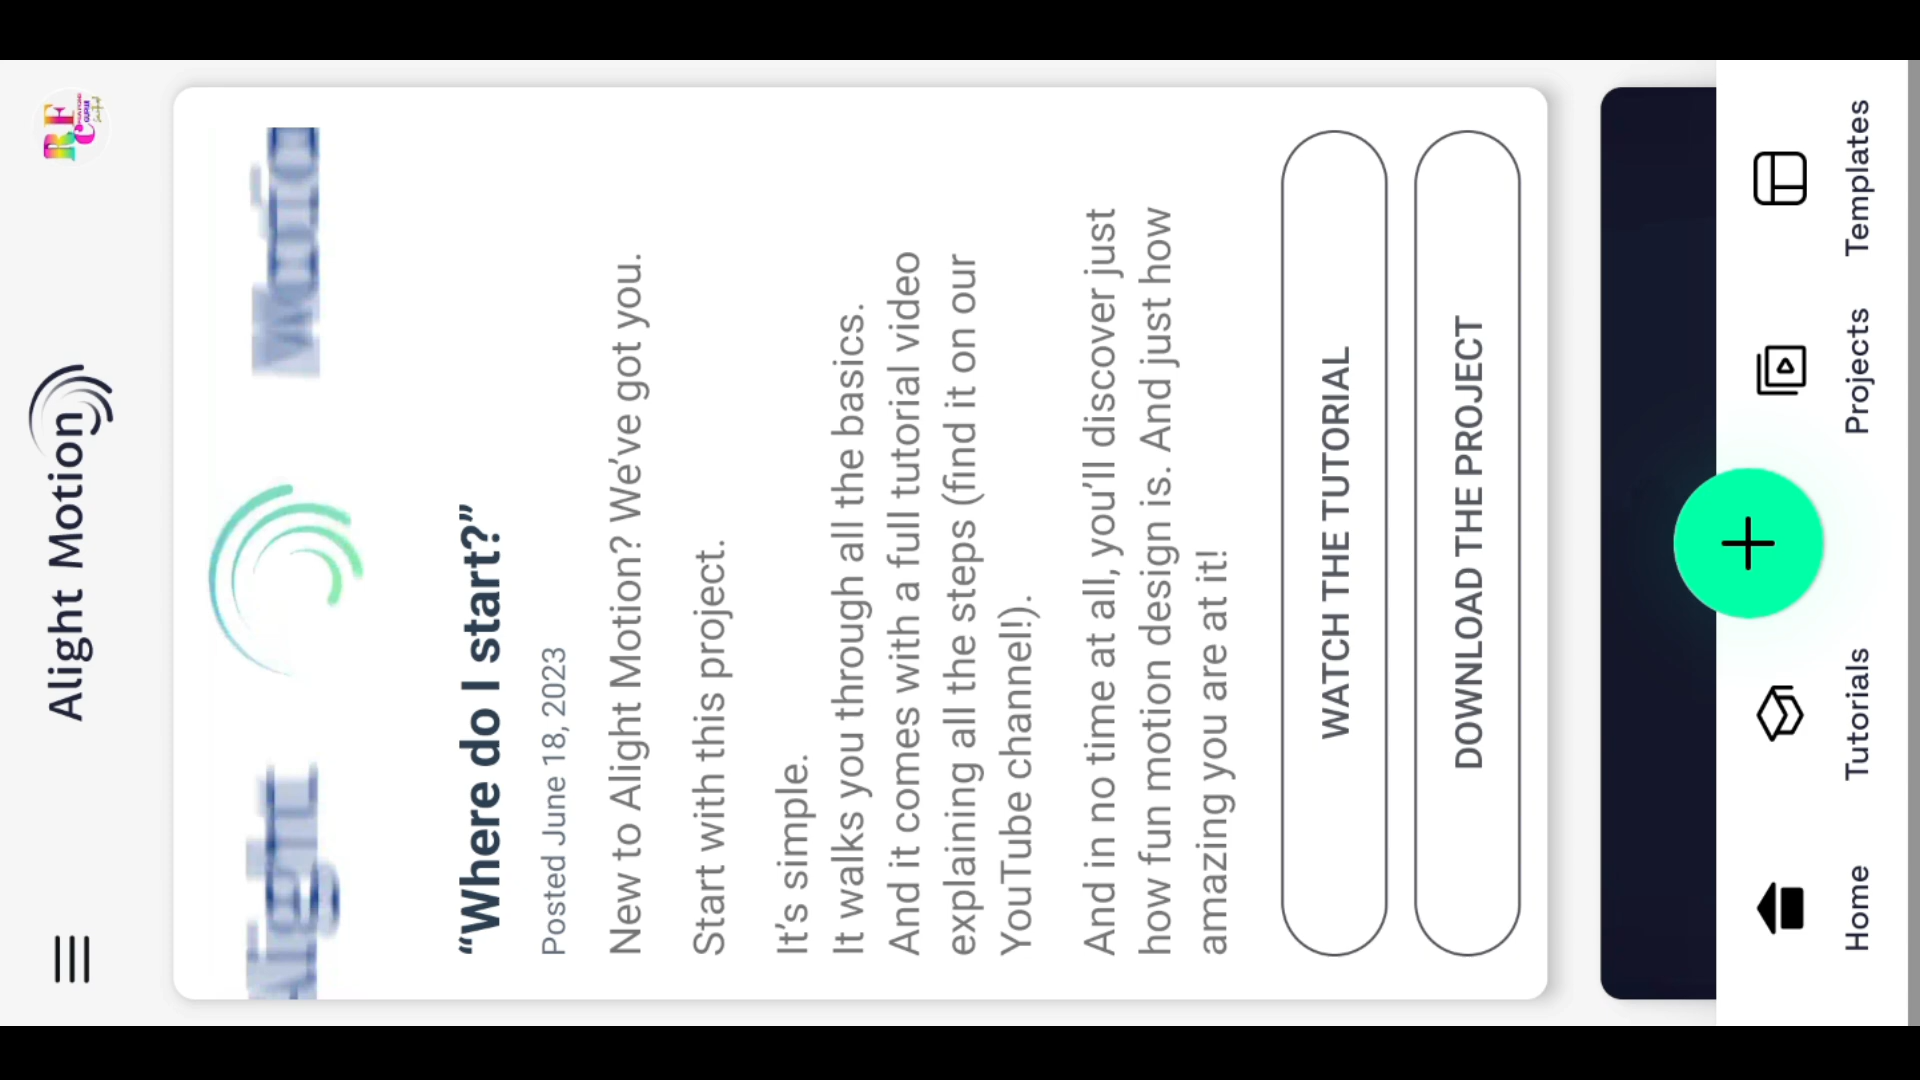 Alight Motion
RF
Alight Motion
“Where do I start?”
Posted June 18, 2023
New to Alight Motion? We’ve got you.
Start with this project.
It’s simple.
It walks you through all the basics.
And it comes with a full tutorial video
explaining all the steps (find it on our
YouTube channel!).
And in no time at all, you’ll discover just
how fun motion design is. And just how
amazing you are at it!
WATCH THE TUTORIAL
DOWNLOAD THE PROJECT
Home
Tutorials
Projects
Templates